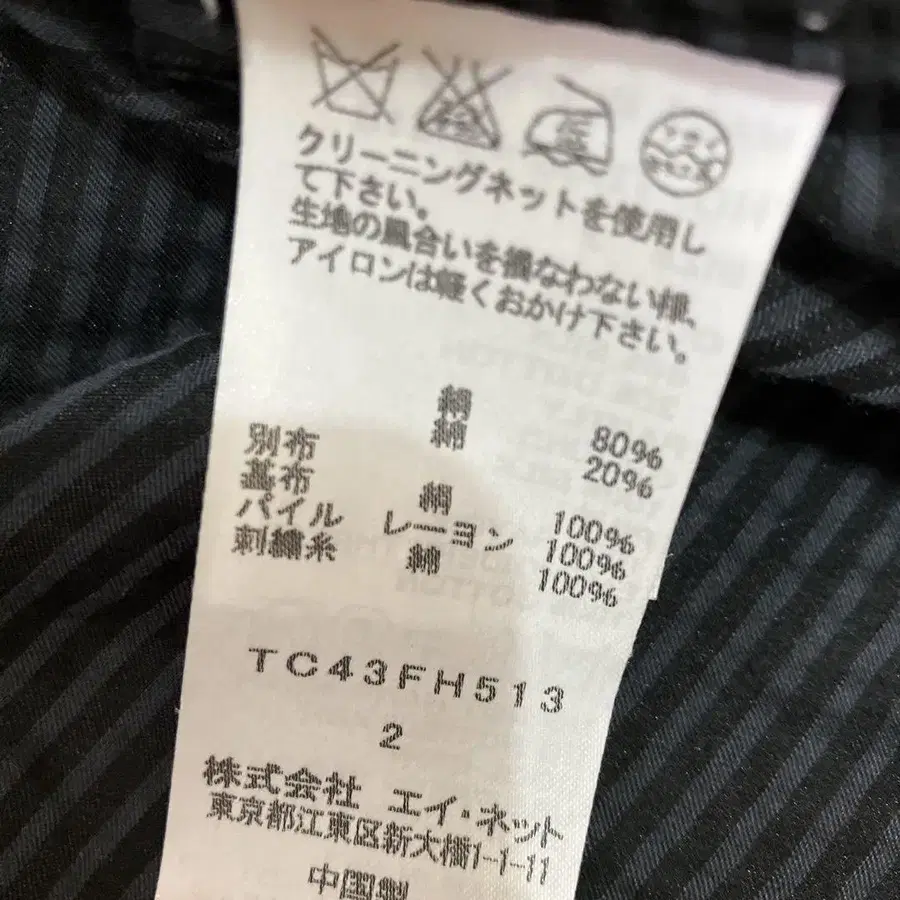 クリーニングネットを使用し
て下さい。
生地の風合いを損なわない様、
アイロンは軽くおかけ下さい。
絹 80%
綿 20%
別布
基布 絹 100%
パイル レーヨン 100%
刺繍糸 綿 100%
TC43FH513
2
株式会社 エイ・ネット
東京都江東区新大橋1-1-11
中国製